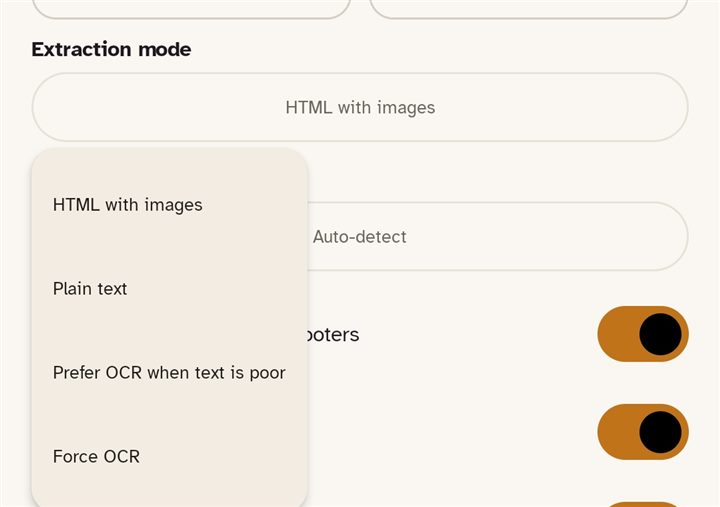 Extraction mode
HTML with images
HTML with images
Auto-detect
Plain text
Prefer OCR when text is poor
Force OCR